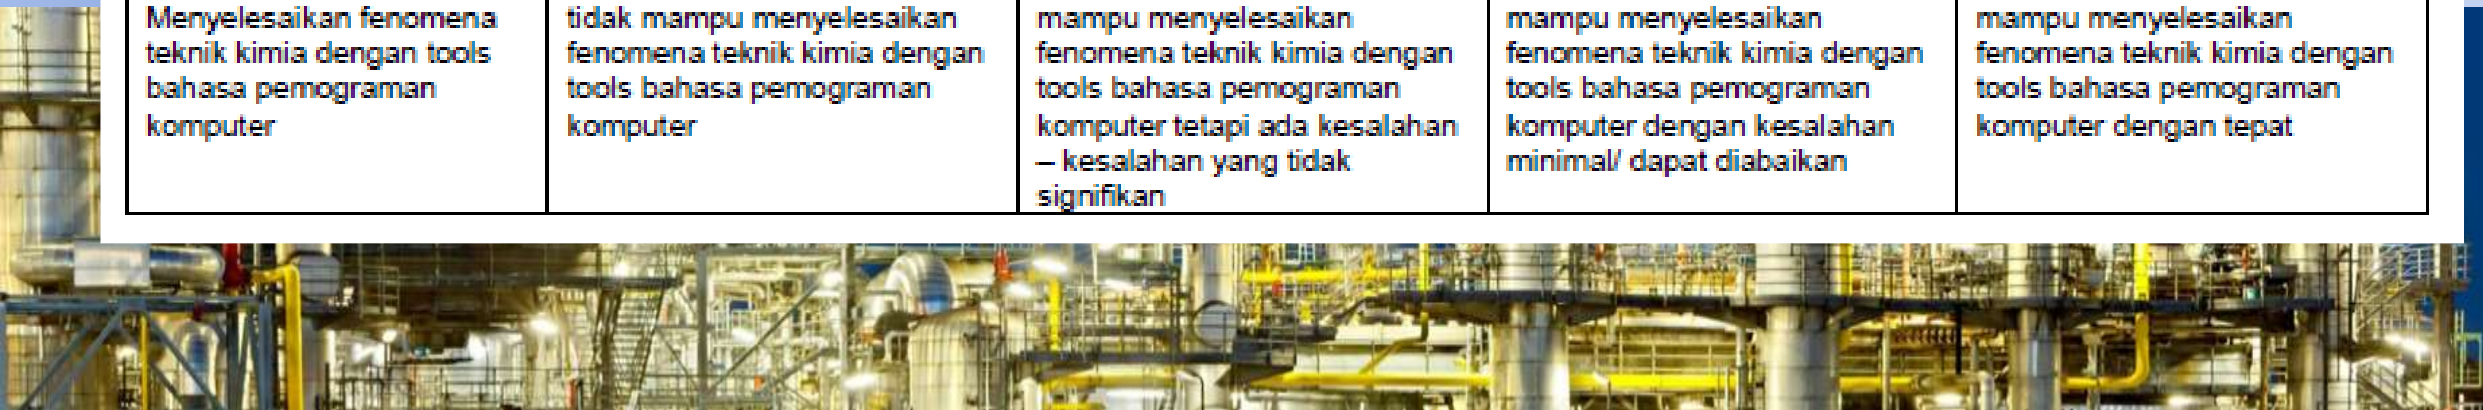 Menyelesaikan fenomena
teknik kimia dengan tools
bahasa pemograman
komputer
tidak mampu menyelesaikan
fenomena teknik kimia dengan
tools bahasa pemograman
komputer
mampu menyelesaikan
fenomena teknik kimia dengan
tools bahasa pemograman
komputer tetapi ada kesalahan
– kesalahan yang tidak
signifikan
mampu menyelesaikan
fenomena teknik kimia dengan
tools bahasa pemograman
komputer dengan kesalahan
minimal/ dapat diabaikan
mampu menyelesaikan
fenomena teknik kimia dengan
tools bahasa pemograman
komputer dengan tepat